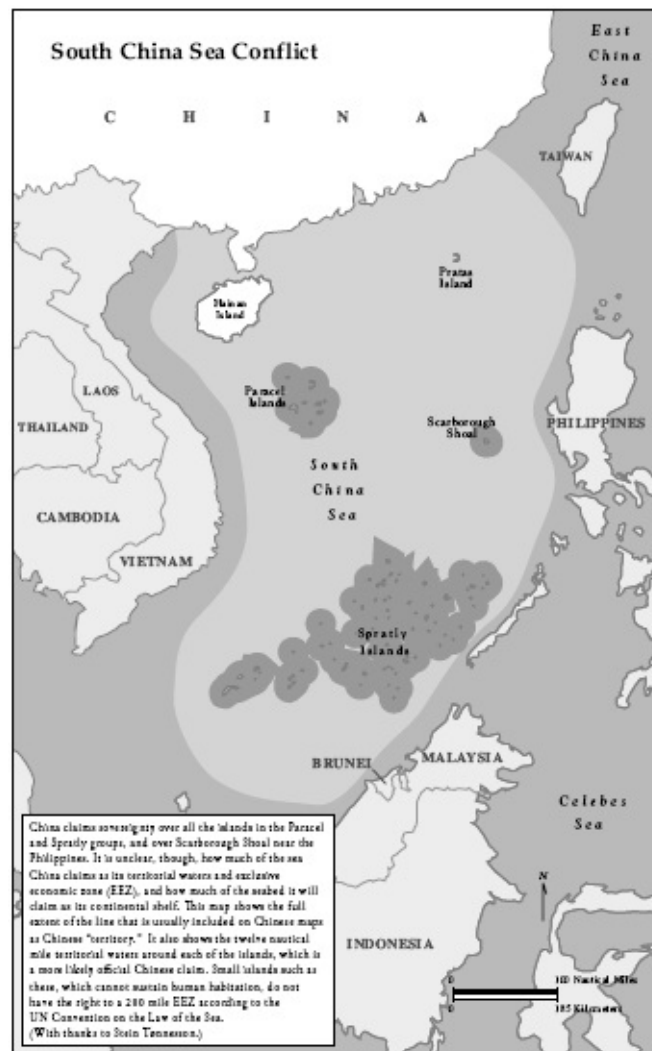 South China Sea Conflict
East
China
Sea
C H I N A
TAIWAN
Pratas
Island
Hainan
Island
Paracel
Islands
LAOS
THAILAND
Scarborough
Shoal
PHILIPPINES
South
China
Sea
CAMBODIA
VIETNAM
Spratly
Islands
BRUNEI
MALAYSIA
Celebes
Sea
China claims sovereignty over all the islands in the Paracel
and Spratly groups, and over Scarborough Shoal near the
Philippines. It is unclear, though, how much of the sea
China claims as its territorial waters and exclusive
economic zone (EEZ), and how much of the seabed it will
claim as its continental shelf. This map shows the full
extent of the line that is usually included on Chinese maps
as Chinese “territory.” It also shows the twelve nautical
mile territorial waters around each of the islands, which is
a more likely official Chinese claim. Small islands such as
these, which cannot sustain human habitation, do not
have the right to a 200 mile EEZ according to the
UN Convention on the Law of the Sea.
(With thanks to Stein Tønnesson.)
N
INDONESIA
0 Nautical Miles
0 Kilometers